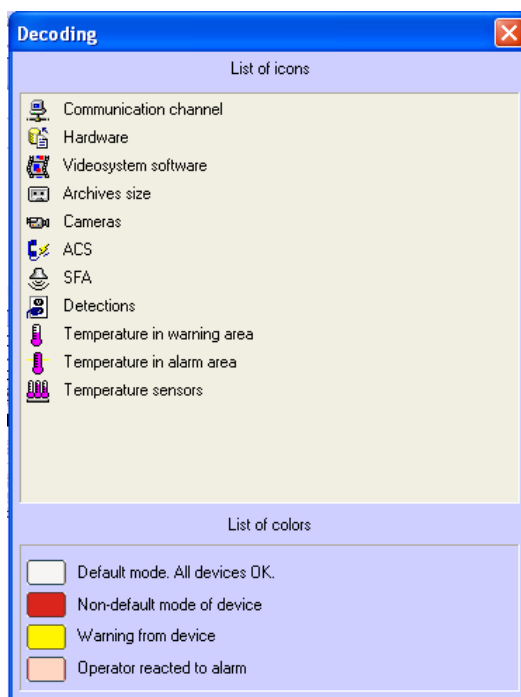 Decoding
List of icons
Communication channel
Hardware
Videosystem software
Archives size
Cameras
ACS
SFA
Detections
Temperature in warning area
Temperature in alarm area
Temperature sensors
List of colors
Default mode. All devices OK.
Non-default mode of device
Warning from device
Operator reacted to alarm